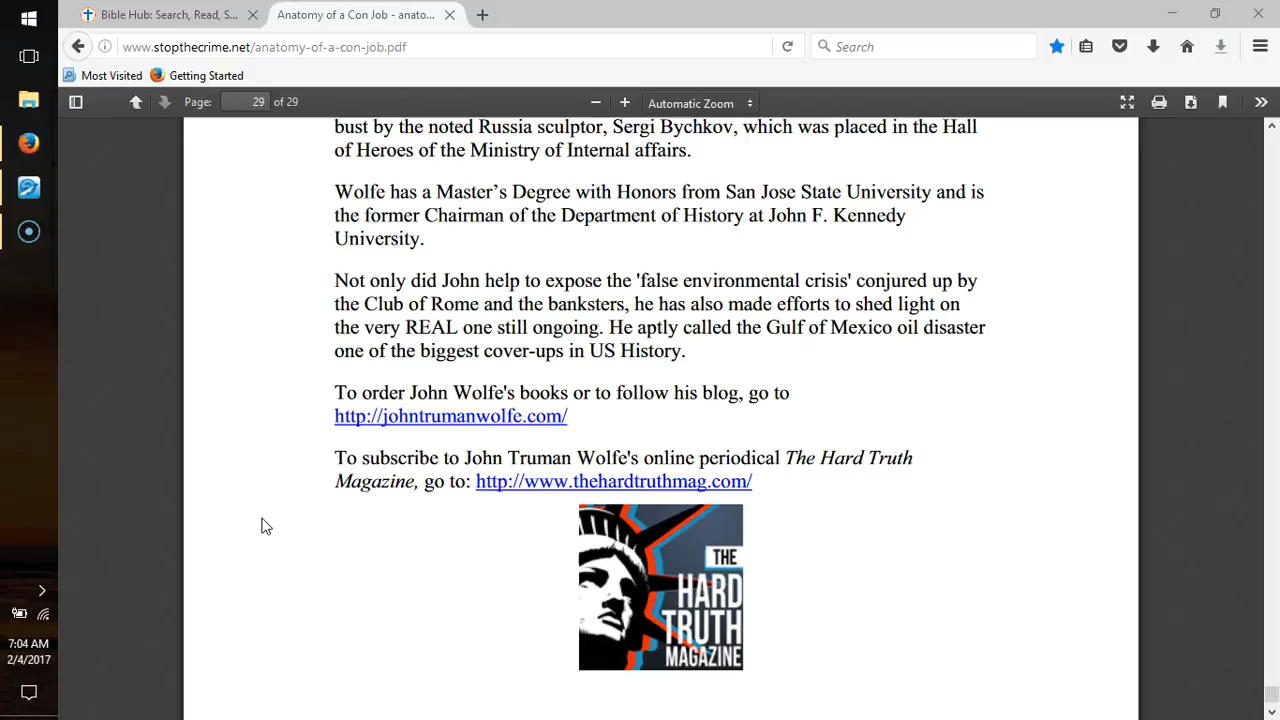 Bible Hub: Search, Read, S...
Anatomy of a Con Job - anato...
www.stopthecrime.net/anatomy-of-a-con-job.pdf
Search
Most Visited
Getting Started
Page: 29 of 29
Automatic Zoom
bust by the noted Russia sculptor, Sergi Bychkov, which was placed in the Hall
of Heroes of the Ministry of Internal affairs.
Wolfe has a Master’s Degree with Honors from San Jose State University and is
the former Chairman of the Department of History at John F. Kennedy
University.
Not only did John help to expose the 'false environmental crisis' conjured up by
the Club of Rome and the banksters, he has also made efforts to shed light on
the very REAL one still ongoing. He aptly called the Gulf of Mexico oil disaster
one of the biggest cover-ups in US History.
To order John Wolfe's books or to follow his blog, go to
http://johntrumanwolfe.com/
To subscribe to John Truman Wolfe's online periodical The Hard Truth
Magazine, go to: http://www.thehardtruthmag.com/
THE
HARD
TRUTH
MAGAZINE
7:04 AM
2/4/2017